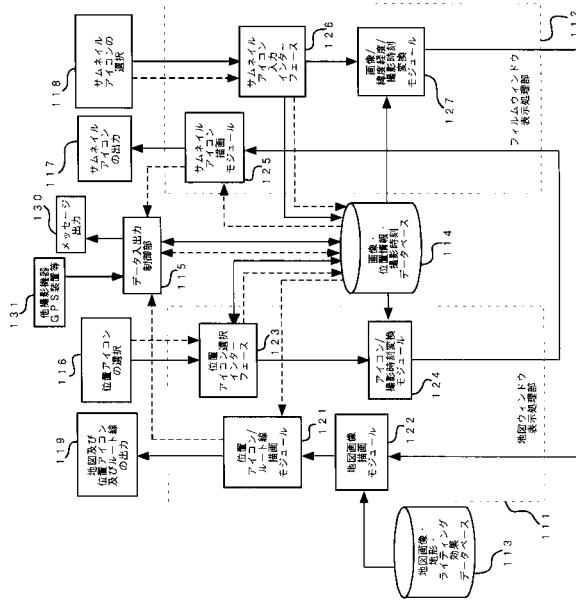 地図及び
位置アイコン
及びルート線
の出力
119
位置アイコン
の選択
116
他撮影機器
GPS装置等
131
メッセージ
出力
130
サムネイル
アイコン
の出力
117
サムネイル
アイコンの
選択
118
位置
アイコン/
ルート線
描画
モジュール
121
位置
アイコン選択
インター
フェース
123
データ入出力
制御部
115
サムネイル
アイコン
描画
モジュール
125
サムネイル
アイコン
入力
インター
フェース
126
地図画像
描画
モジュール
122
アイコン/
撮影時刻変換
モジュール
124
画像・
位置情報・
撮影時刻
データベース
114
画像/
緯度経度/
撮影時刻
変換
モジュール
127
地図画像・
地形・
ライティング
効果
データベース
113
地図ウィンドウ
表示処理部
111
フィルムウィンドウ
表示処理部
112